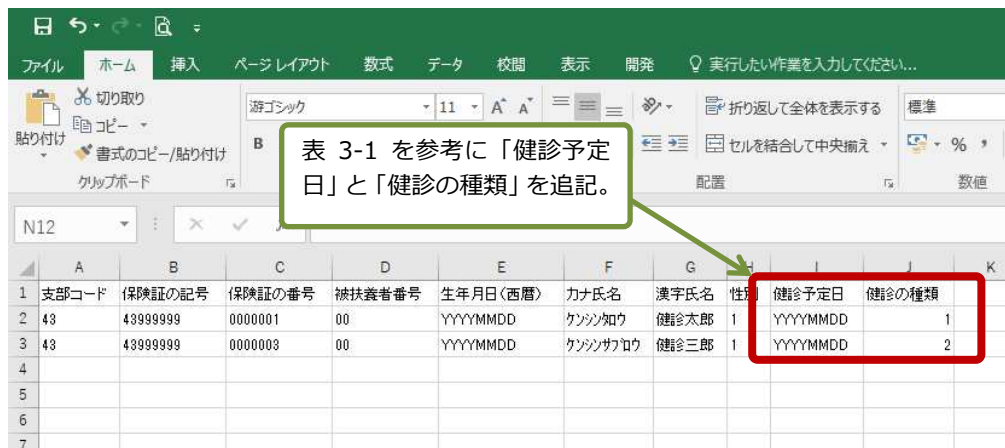 ファイル ホーム 挿入 ページ レイアウト 数式 データ 校閲 表示 開発 実行したい作業を入力してください...
切り取り
コピー
書式のコピー/貼り付け
貼り付け
クリップボード
游ゴシック 11 A A
B
折り返して全体を表示する
セルを結合して中央揃え
配置
標準
% ,
数値
表 3-1 を参考に「健診予定
日」と「健診の種類」を追記。
N12
A B C D E F G H I J K
1 支部コード 保険証の記号 保険証の番号 被扶養者番号 生年月日(西暦) カナ氏名 漢字氏名 性別 健診予定日 健診の種類
2 43 43999999 0000001 00 YYYYMMDD ケンシンタロウ 健診太郎 1 YYYYMMDD 1
3 43 43999999 0000003 00 YYYYMMDD ケンシンサブロウ 健診三郎 1 YYYYMMDD 2
4
5
6
7